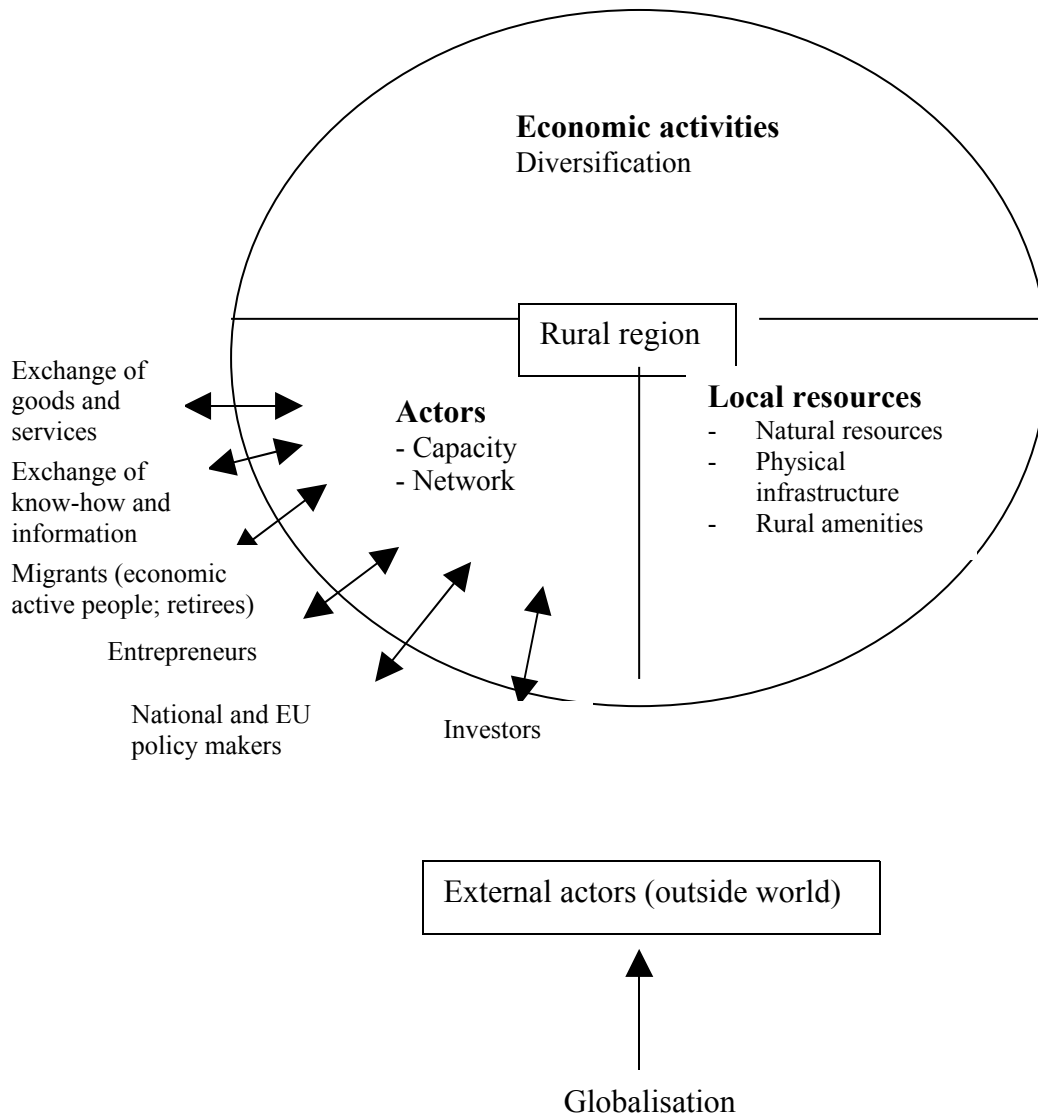 Economic activities
Diversification
Rural region
Exchange of
goods and
services
Actors
- Capacity
- Network
Local resources
- Natural resources
- Physical
infrastructure
- Rural amenities
Exchange of
know-how and
information
Migrants (economic
active people; retirees)
Entrepreneurs
National and EU
policy makers
Investors
External actors (outside world)
Globalisation